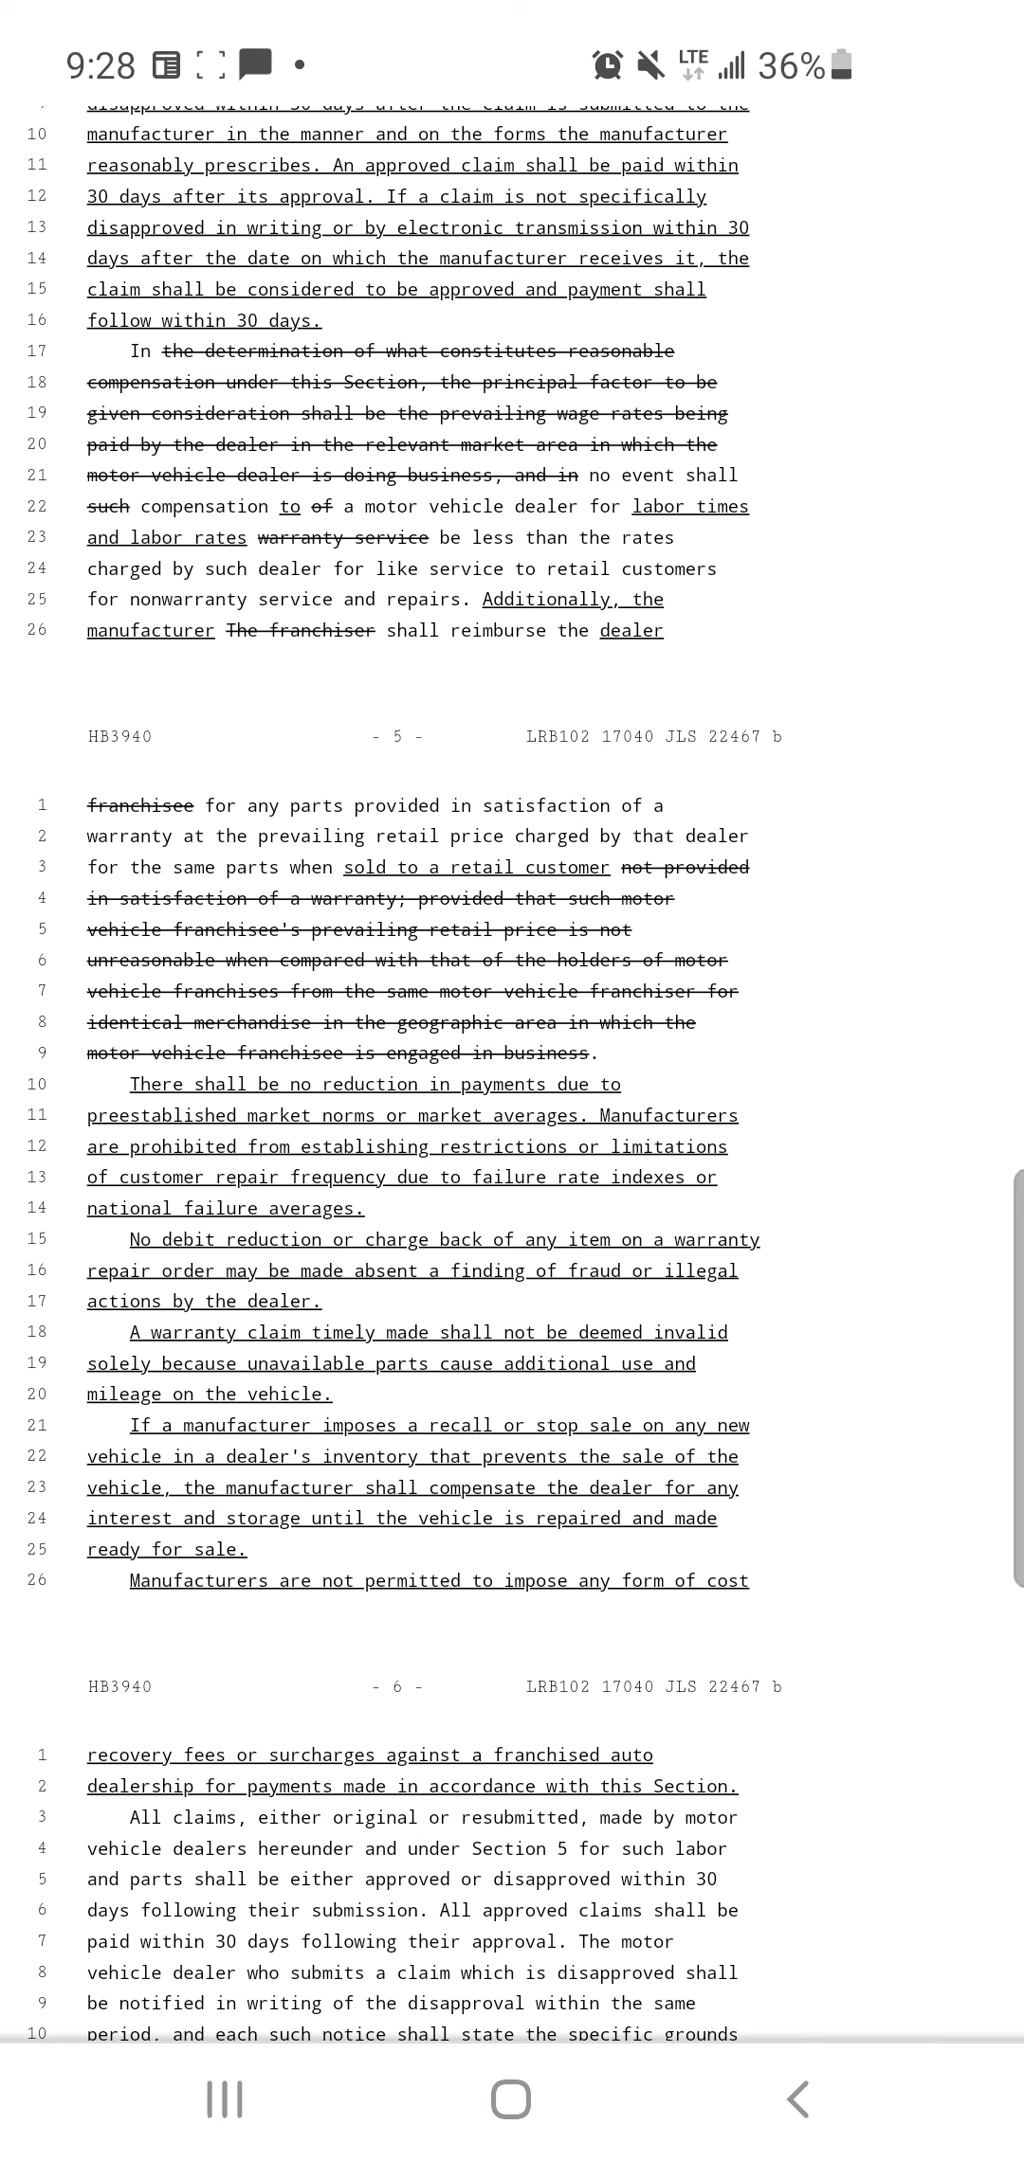 9:28 LTE 36%
disapproved within 30 days after the claim is submitted to the
10 manufacturer in the manner and on the forms the manufacturer
11 reasonably prescribes. An approved claim shall be paid within
12 30 days after its approval. If a claim is not specifically
13 disapproved in writing or by electronic transmission within 30
14 days after the date on which the manufacturer receives it, the
15 claim shall be considered to be approved and payment shall
16 follow within 30 days.
17 In the determination of what constitutes reasonable
18 compensation under this Section, the principal factor to be
19 given consideration shall be the prevailing wage rates being
20 paid by the dealer in the relevant market area in which the
21 motor vehicle dealer is doing business, and in no event shall
22 such compensation to of a motor vehicle dealer for labor times
23 and labor rates warranty service be less than the rates
24 charged by such dealer for like service to retail customers
25 for nonwarranty service and repairs. Additionally, the
26 manufacturer The franchiser shall reimburse the dealer
HB3940 - 5 - LRB102 17040 JLS 22467 b
1 franchisee for any parts provided in satisfaction of a
2 warranty at the prevailing retail price charged by that dealer
3 for the same parts when sold to a retail customer not provided
4 in satisfaction of a warranty; provided that such motor
5 vehicle franchisee's prevailing retail price is not
6 unreasonable when compared with that of the holders of motor
7 vehicle franchises from the same motor vehicle franchiser for
8 identical merchandise in the geographic area in which the
9 motor vehicle franchisee is engaged in business.
10 There shall be no reduction in payments due to
11 preestablished market norms or market averages. Manufacturers
12 are prohibited from establishing restrictions or limitations
13 of customer repair frequency due to failure rate indexes or
14 national failure averages.
15 No debit reduction or charge back of any item on a warranty
16 repair order may be made absent a finding of fraud or illegal
17 actions by the dealer.
18 A warranty claim timely made shall not be deemed invalid
19 solely because unavailable parts cause additional use and
20 mileage on the vehicle.
21 If a manufacturer imposes a recall or stop sale on any new
22 vehicle in a dealer's inventory that prevents the sale of the
23 vehicle, the manufacturer shall compensate the dealer for any
24 interest and storage until the vehicle is repaired and made
25 ready for sale.
26 Manufacturers are not permitted to impose any form of cost
HB3940 - 6 - LRB102 17040 JLS 22467 b
1 recovery fees or surcharges against a franchised auto
2 dealership for payments made in accordance with this Section.
3 All claims, either original or resubmitted, made by motor
4 vehicle dealers hereunder and under Section 5 for such labor
5 and parts shall be either approved or disapproved within 30
6 days following their submission. All approved claims shall be
7 paid within 30 days following their approval. The motor
8 vehicle dealer who submits a claim which is disapproved shall
9 be notified in writing of the disapproval within the same
10 period, and each such notice shall state the specific grounds